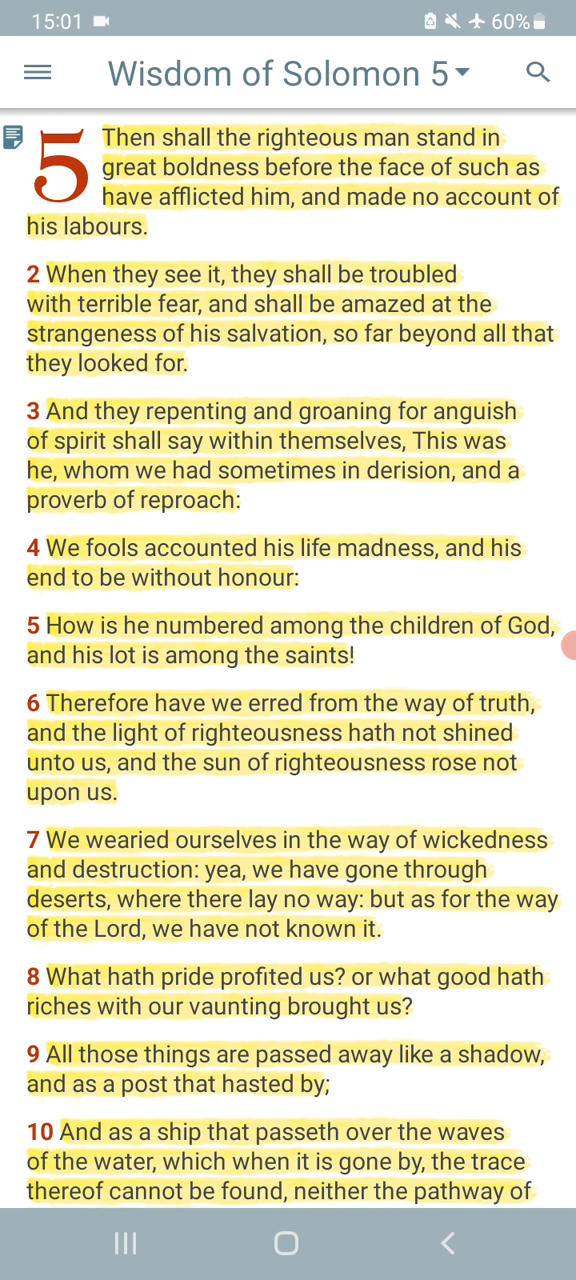 15:01
60%
Wisdom of Solomon 5
5 Then shall the righteous man stand in
great boldness before the face of such as
have afflicted him, and made no account of
his labours.
2 When they see it, they shall be troubled
with terrible fear, and shall be amazed at the
strangeness of his salvation, so far beyond all that
they looked for.
3 And they repenting and groaning for anguish
of spirit shall say within themselves, This was
he, whom we had sometimes in derision, and a
proverb of reproach:
4 We fools accounted his life madness, and his
end to be without honour:
5 How is he numbered among the children of God,
and his lot is among the saints!
6 Therefore have we erred from the way of truth,
and the light of righteousness hath not shined
unto us, and the sun of righteousness rose not
upon us.
7 We wearied ourselves in the way of wickedness
and destruction: yea, we have gone through
deserts, where there lay no way: but as for the way
of the Lord, we have not known it.
8 What hath pride profited us? or what good hath
riches with our vaunting brought us?
9 All those things are passed away like a shadow,
and as a post that hasted by;
10 And as a ship that passeth over the waves
of the water, which when it is gone by, the trace
thereof cannot be found, neither the pathway of